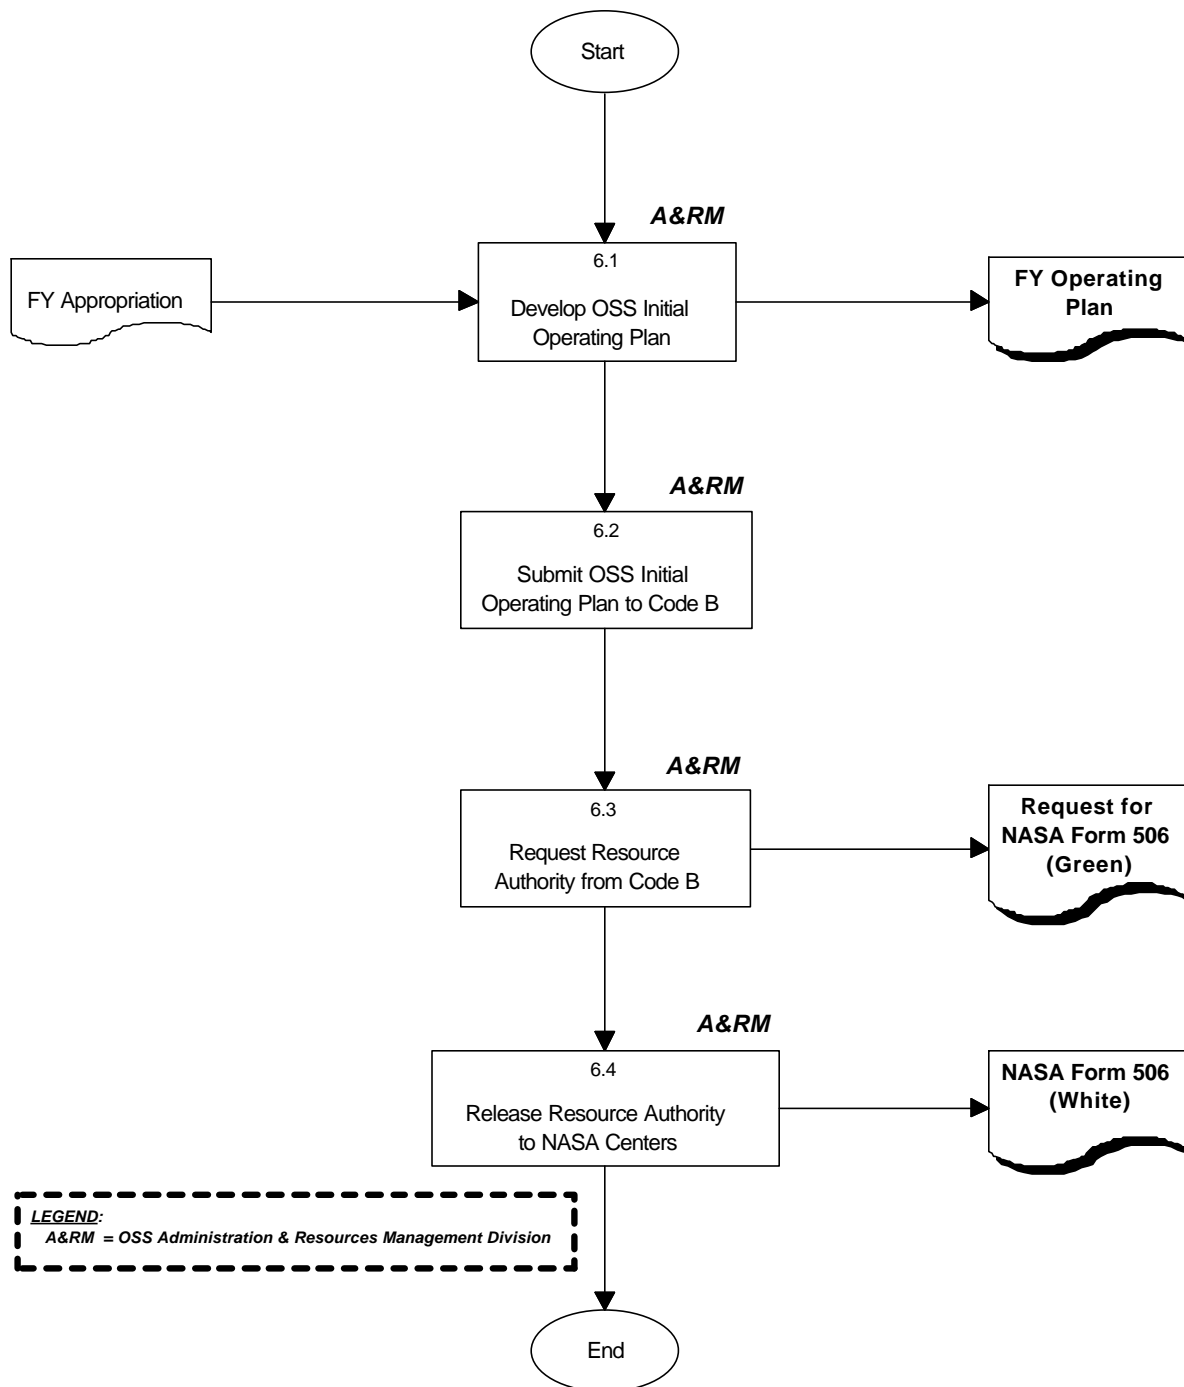 Start
A&RM
6.1
Develop OSS Initial
Operating Plan
FY Appropriation
FY Operating
Plan
A&RM
6.2
Submit OSS Initial
Operating Plan to Code B
A&RM
6.3
Request Resource
Authority from Code B
Request for
NASA Form 506
(Green)
A&RM
6.4
Release Resource Authority
to NASA Centers
NASA Form 506
(White)
LEGEND:
A&RM = OSS Administration & Resources Management Division
End